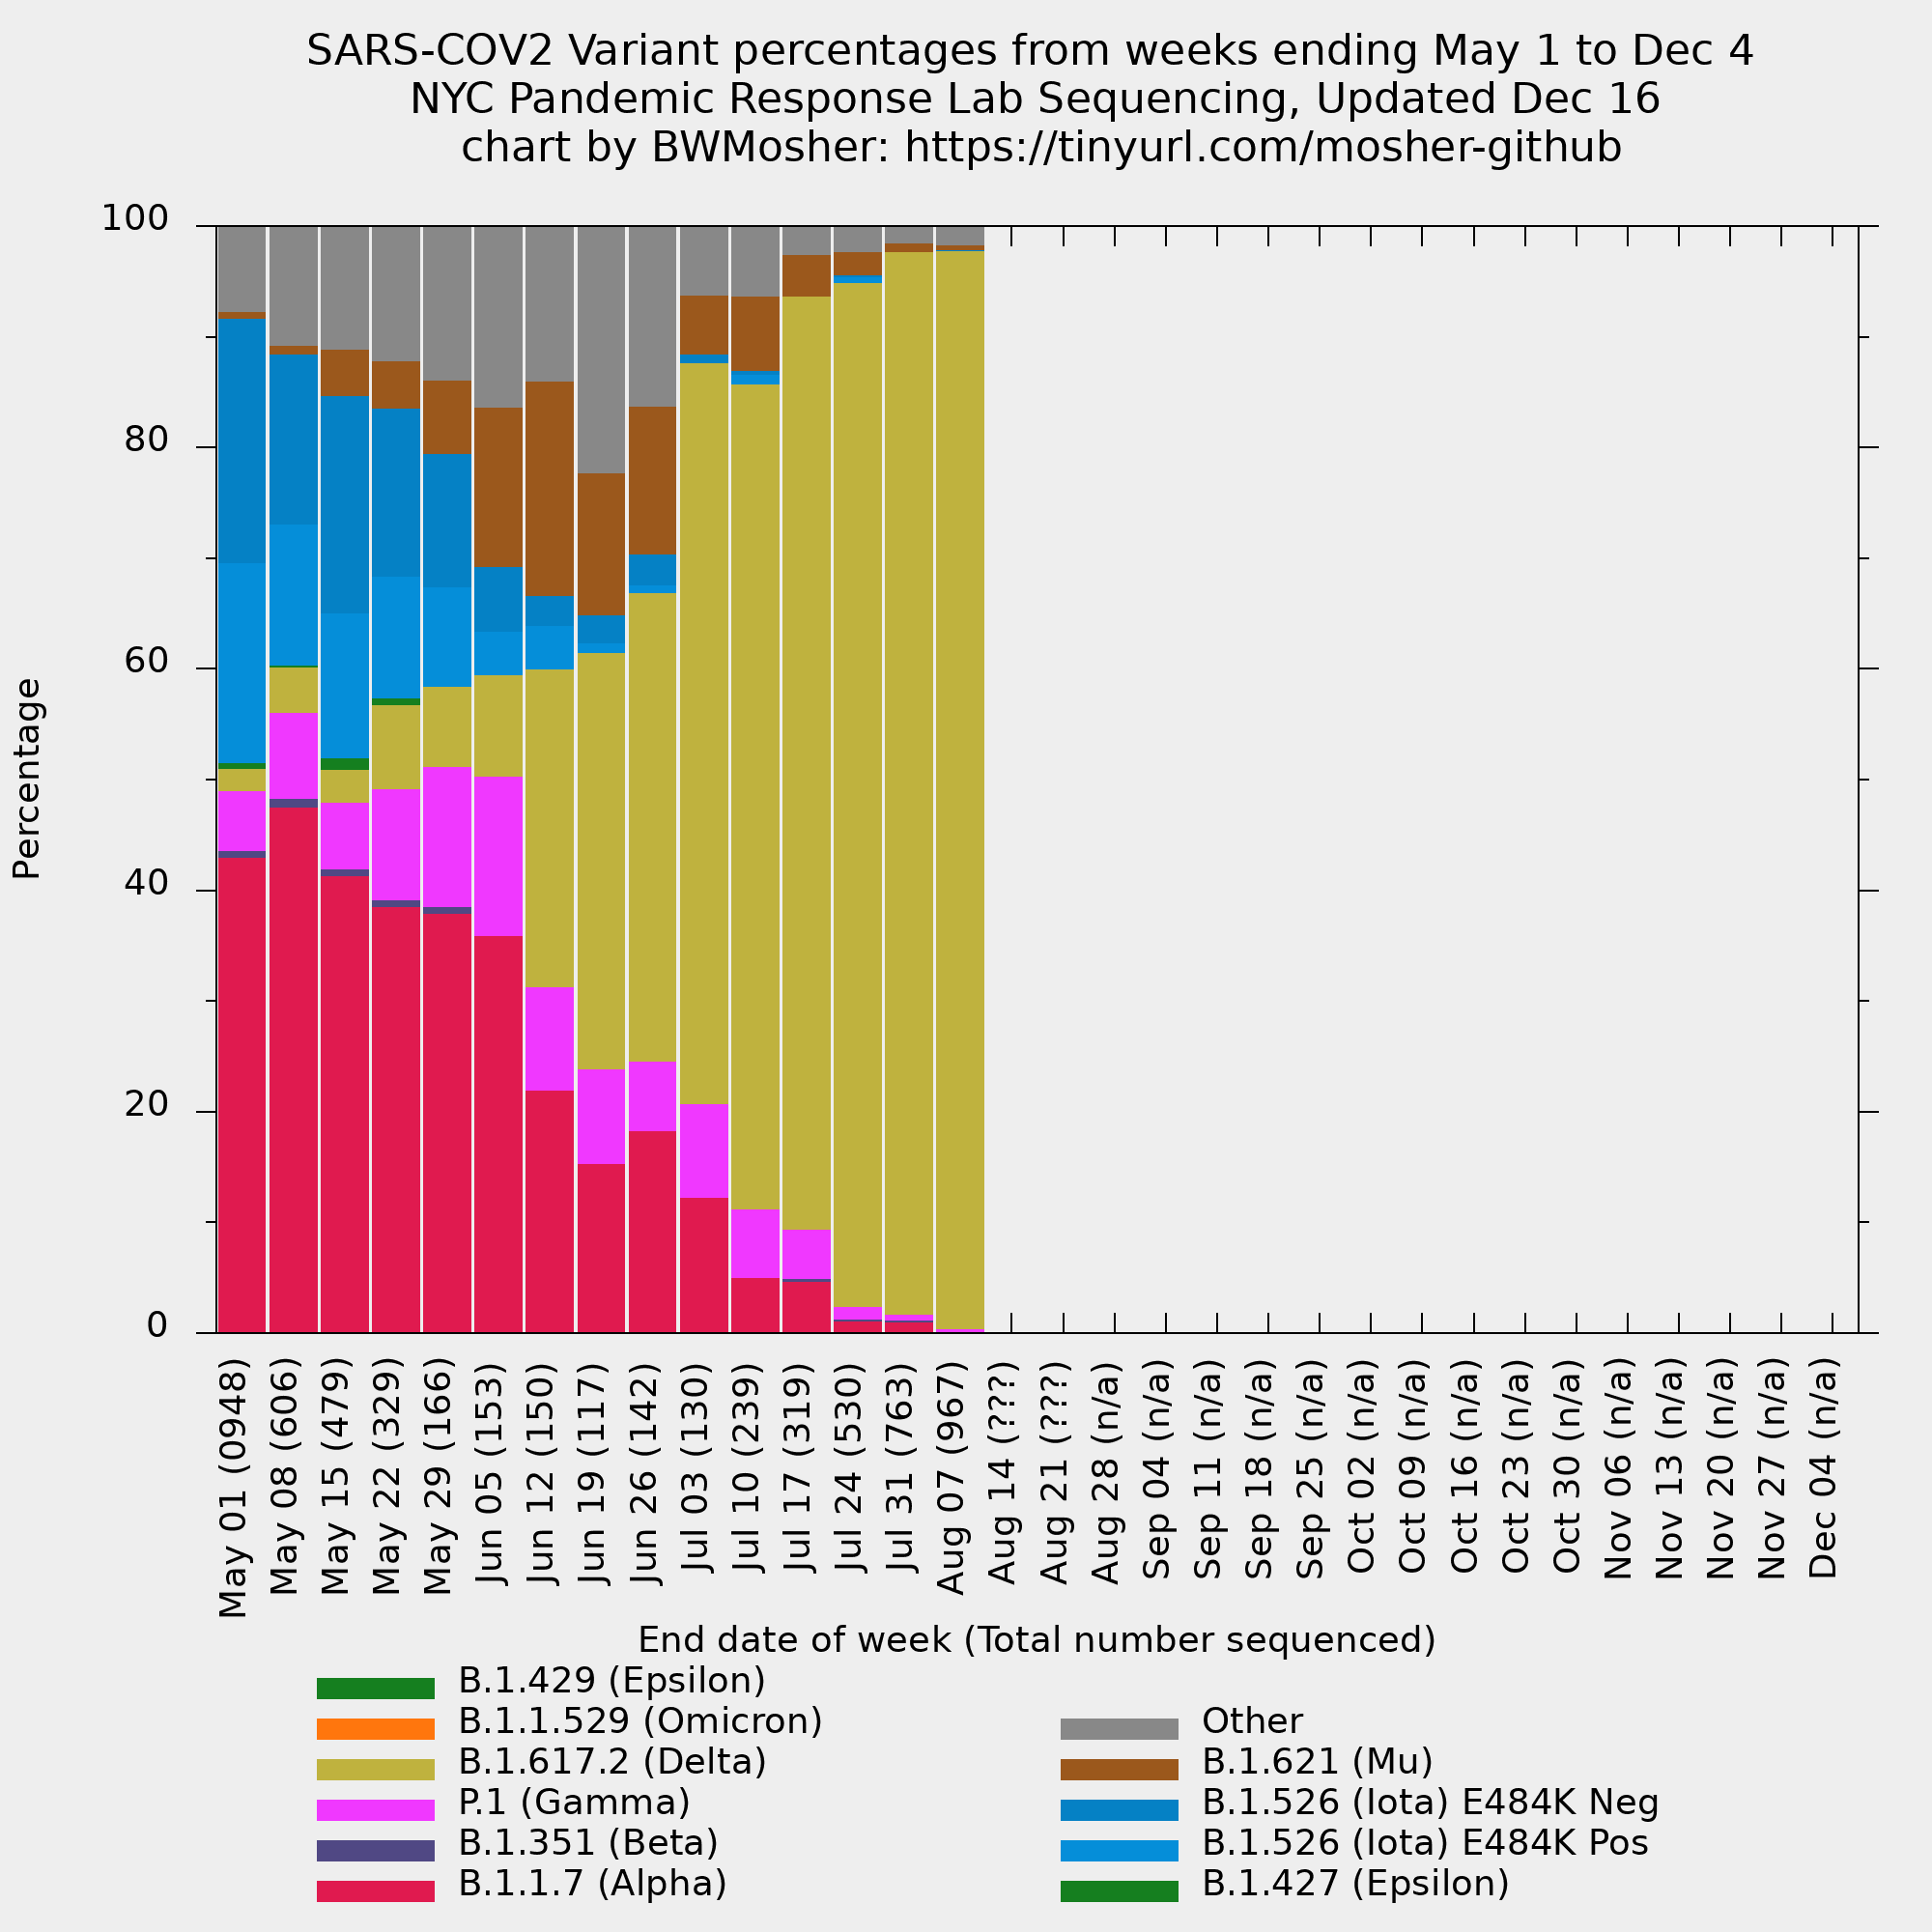 SARS-COV2 Variant percentages from weeks ending May 1 to Dec 4
NYC Pandemic Response Lab Sequencing, Updated Dec 16
chart by BWMosher: https://tinyurl.com/mosher-github
100
80
60
40
20
0
Percentage
May 01 (0948)
May 08 (606)
May 15 (479)
May 22 (329)
May 29 (166)
Jun 05 (153)
Jun 12 (150)
Jun 19 (117)
Jun 26 (142)
Jul 03 (130)
Jul 10 (239)
Jul 17 (319)
Jul 24 (530)
Jul 31 (763)
Aug 07 (967)
Aug 14 (???)
Aug 21 (???)
Aug 28 (n/a)
Sep 04 (n/a)
Sep 11 (n/a)
Sep 18 (n/a)
Sep 25 (n/a)
Oct 02 (n/a)
Oct 09 (n/a)
Oct 16 (n/a)
Oct 23 (n/a)
Oct 30 (n/a)
Nov 06 (n/a)
Nov 13 (n/a)
Nov 20 (n/a)
Nov 27 (n/a)
Dec 04 (n/a)
End date of week (Total number sequenced)
B.1.429 (Epsilon)
B.1.1.529 (Omicron)
B.1.617.2 (Delta)
P.1 (Gamma)
B.1.351 (Beta)
B.1.1.7 (Alpha)
Other
B.1.621 (Mu)
B.1.526 (Iota) E484K Neg
B.1.526 (Iota) E484K Pos
B.1.427 (Epsilon)